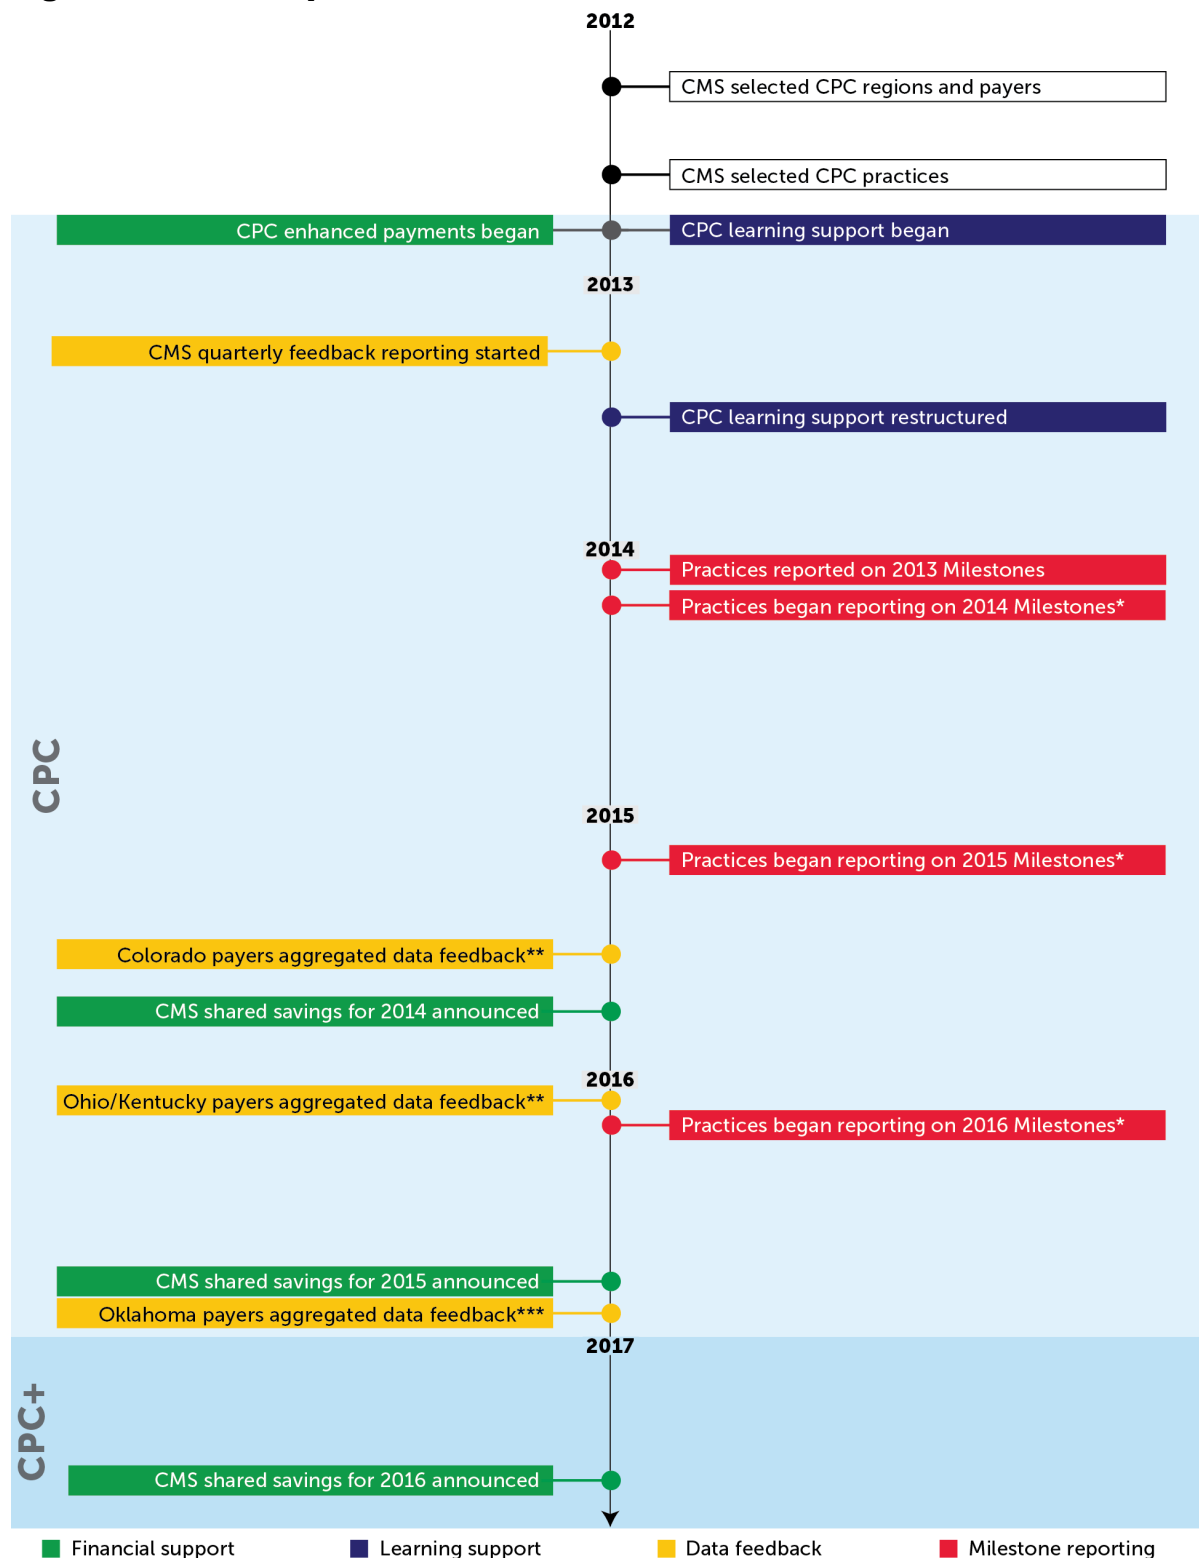 2012
CMS selected CPC regions and payers
CMS selected CPC practices
CPC enhanced payments began
CPC learning support began
2013
CMS quarterly feedback reporting started
CPC learning support restructured
2014
Practices reported on 2013 Milestones
Practices began reporting on 2014 Milestones*
CPC
2015
Practices began reporting on 2015 Milestones*
Colorado payers aggregated data feedback**
CMS shared savings for 2014 announced
2016
Ohio/Kentucky payers aggregated data feedback**
Practices began reporting on 2016 Milestones*
CMS shared savings for 2015 announced
Oklahoma payers aggregated data feedback***
2017
CPC+
CMS shared savings for 2016 announced
Financial support
Learning support
Data feedback
Milestone reporting